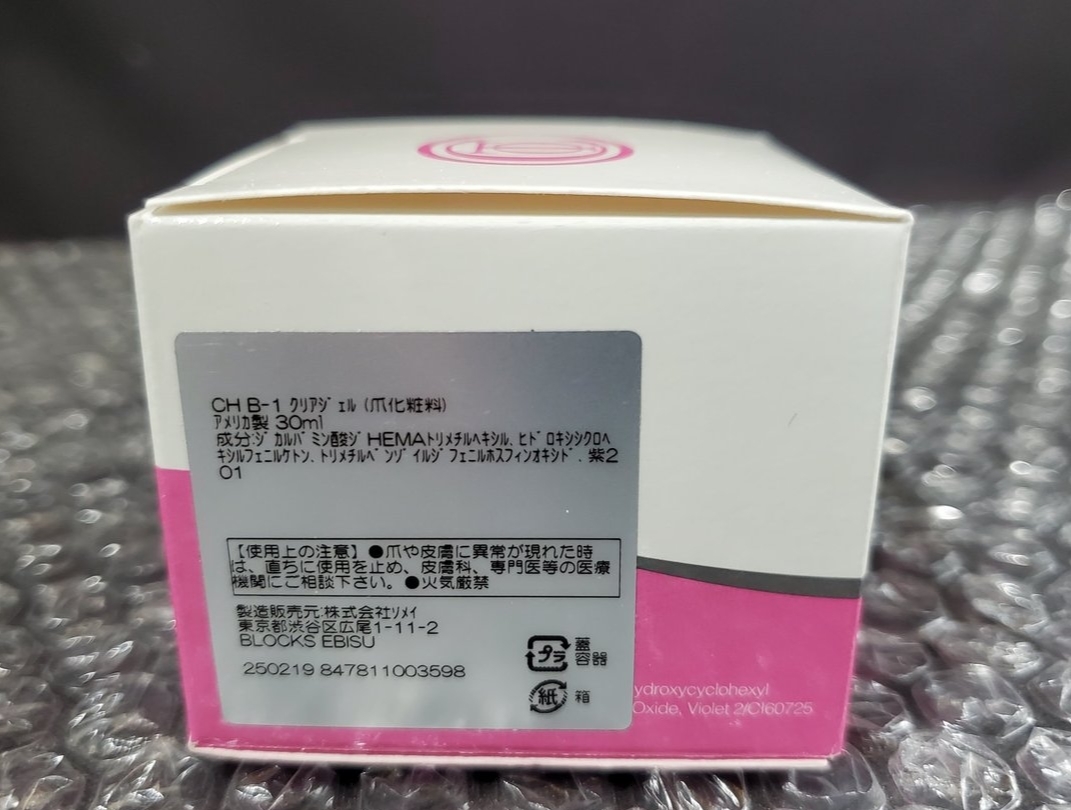 CH B-1 クリアジェル (爪化粧料)
アメリカ製 30ml
成分:ジカルバミン酸ジHEMAトリメチルヘキシル、ヒドロキシシクロヘ
キシルフェニルケトン、トリメチルベンゾイルジフェニルホスフィンオキシド、紫2
01
【使用上の注意】●爪や皮膚に異常が現れた時
は、直ちに使用を止め、皮膚科、専門医等の医療
機関にご相談下さい。●火気厳禁
製造販売元:株式会社ソメイ
東京都渋谷区広尾1-11-2
BLOCKS EBISU
250219 847811003598
プラ 蓋
容器
紙 箱
ydroxycyclohexyl
Oxide, Violet 2/CI60725